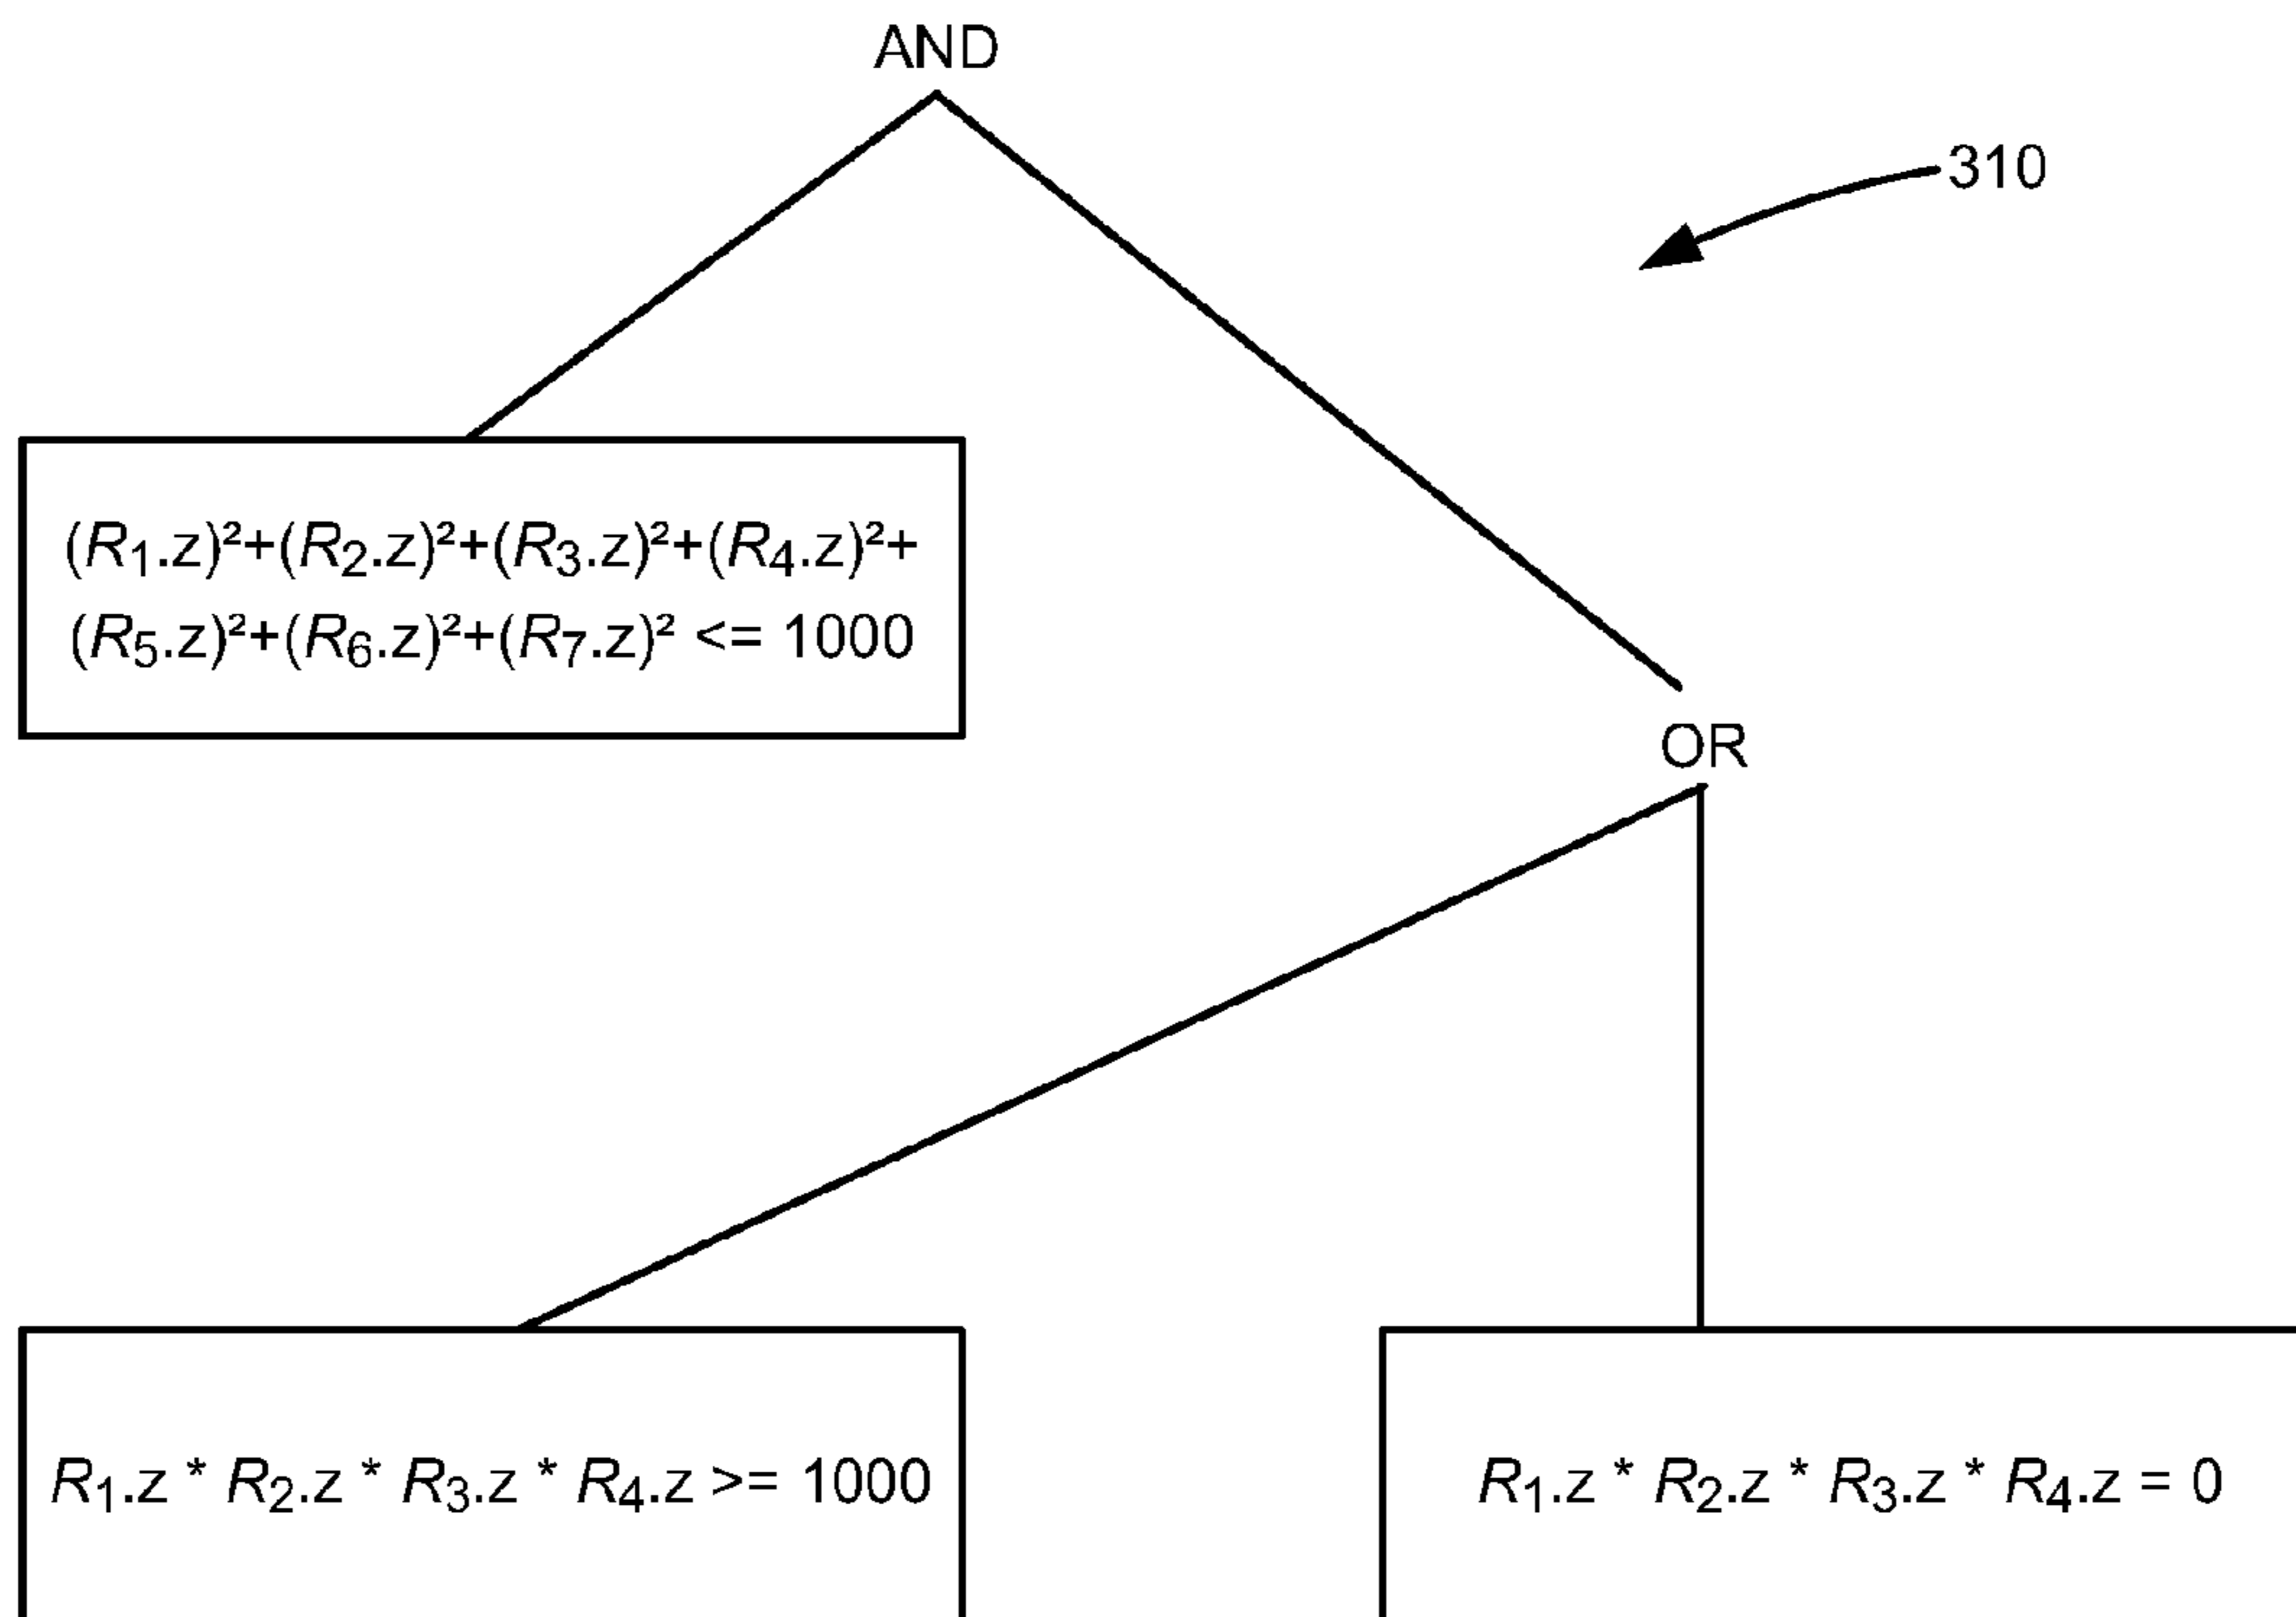 AND
310
(R₁.z)²+(R₂.z)²+(R₃.z)²+(R₄.z)²+
(R₅.z)²+(R₆.z)²+(R₇.z)² <= 1000
OR
R₁.z * R₂.z * R₃.z * R₄.z >= 1000
R₁.z * R₂.z * R₃.z * R₄.z = 0